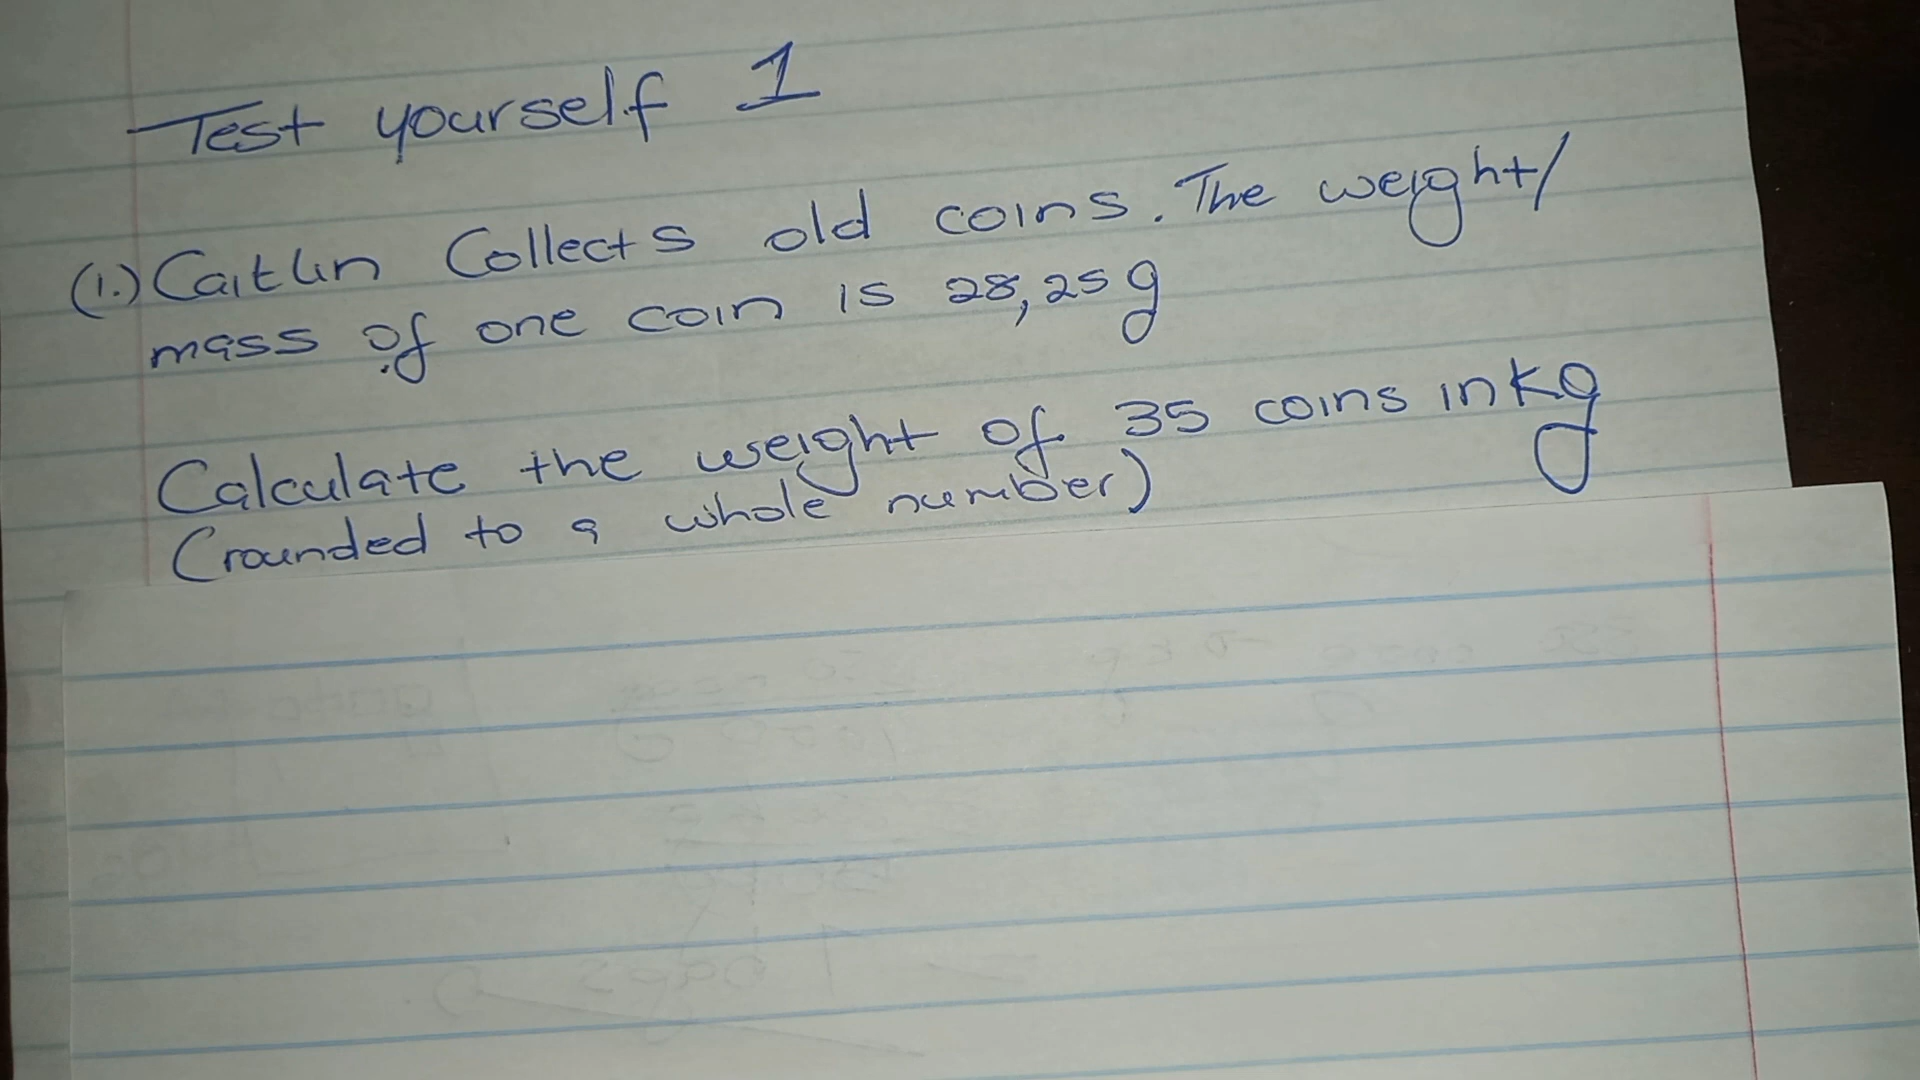 Test yourself 1
(1.) Caitlin Collects old coins. The weight/
mass of one coin is 28,25g
Calculate the weight of 35 coins in kg
(rounded to a whole number)